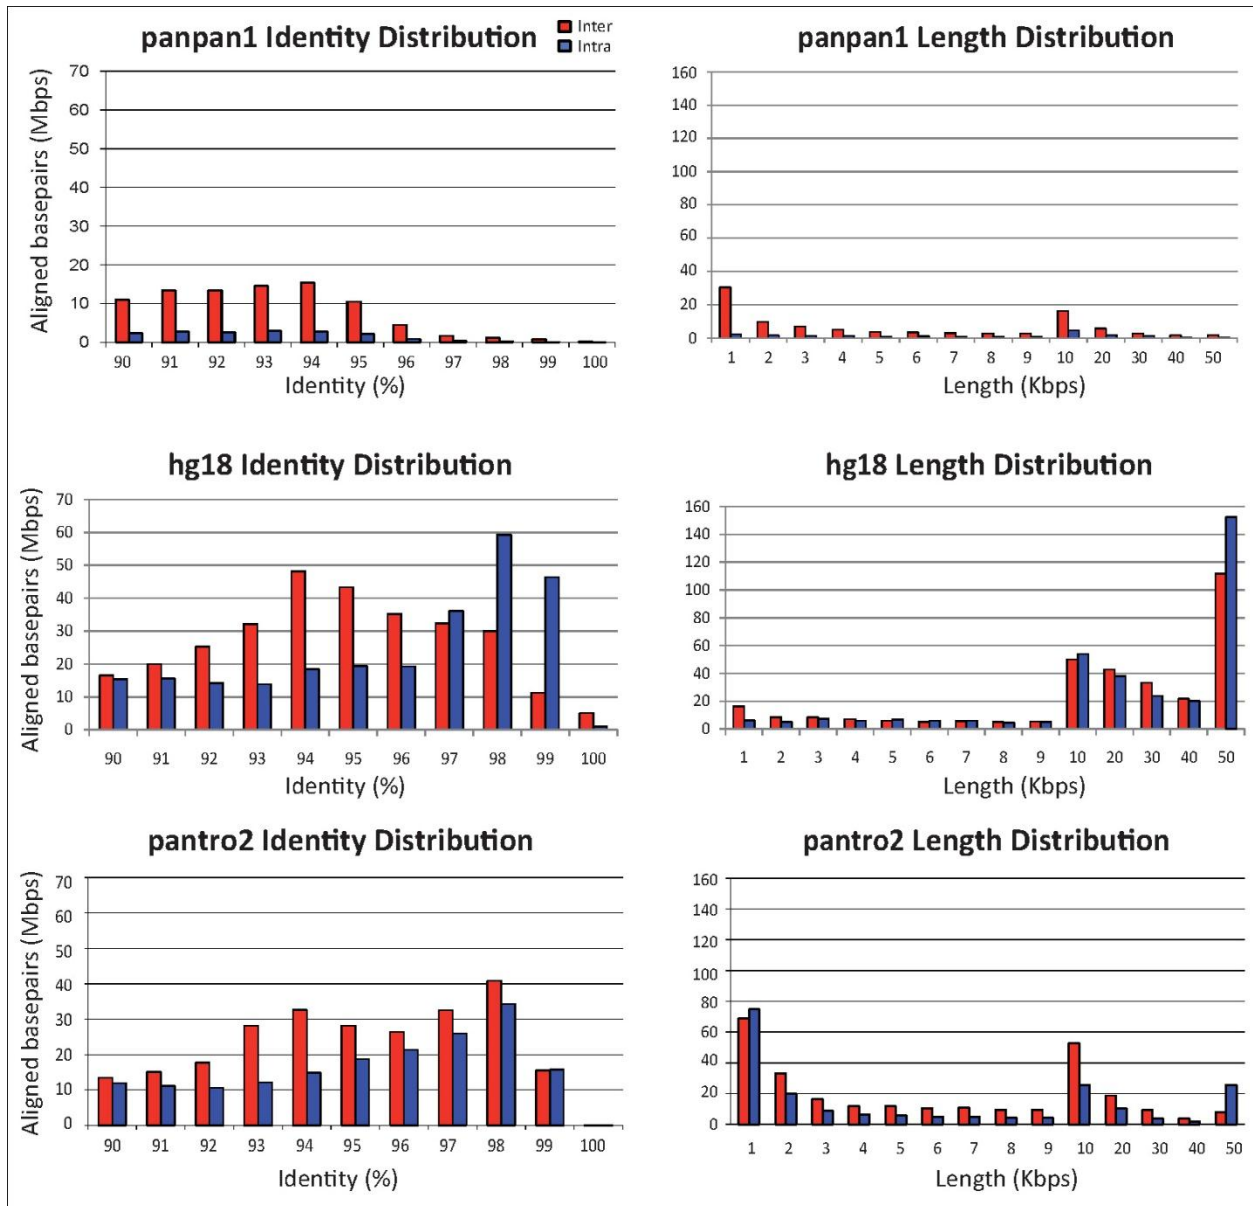 panpan1 Identity Distribution
Inter
Intra
Aligned basepairs (Mbps)
70
60
50
40
30
20
10
0
90 91 92 93 94 95 96 97 98 99 100
Identity (%)
panpan1 Length Distribution
160
140
120
100
80
60
40
20
0
1 2 3 4 5 6 7 8 9 10 20 30 40 50
Length (Kbps)
hg18 Identity Distribution
Aligned basepairs (Mbps)
70
60
50
40
30
20
10
0
90 91 92 93 94 95 96 97 98 99 100
Identity (%)
hg18 Length Distribution
160
140
120
100
80
60
40
20
0
1 2 3 4 5 6 7 8 9 10 20 30 40 50
Length (Kbps)
pantro2 Identity Distribution
Aligned basepairs (Mbps)
70
60
50
40
30
20
10
0
90 91 92 93 94 95 96 97 98 99 100
Identity (%)
pantro2 Length Distribution
160
140
120
100
80
60
40
20
0
1 2 3 4 5 6 7 8 9 10 20 30 40 50
Length (Kbps)